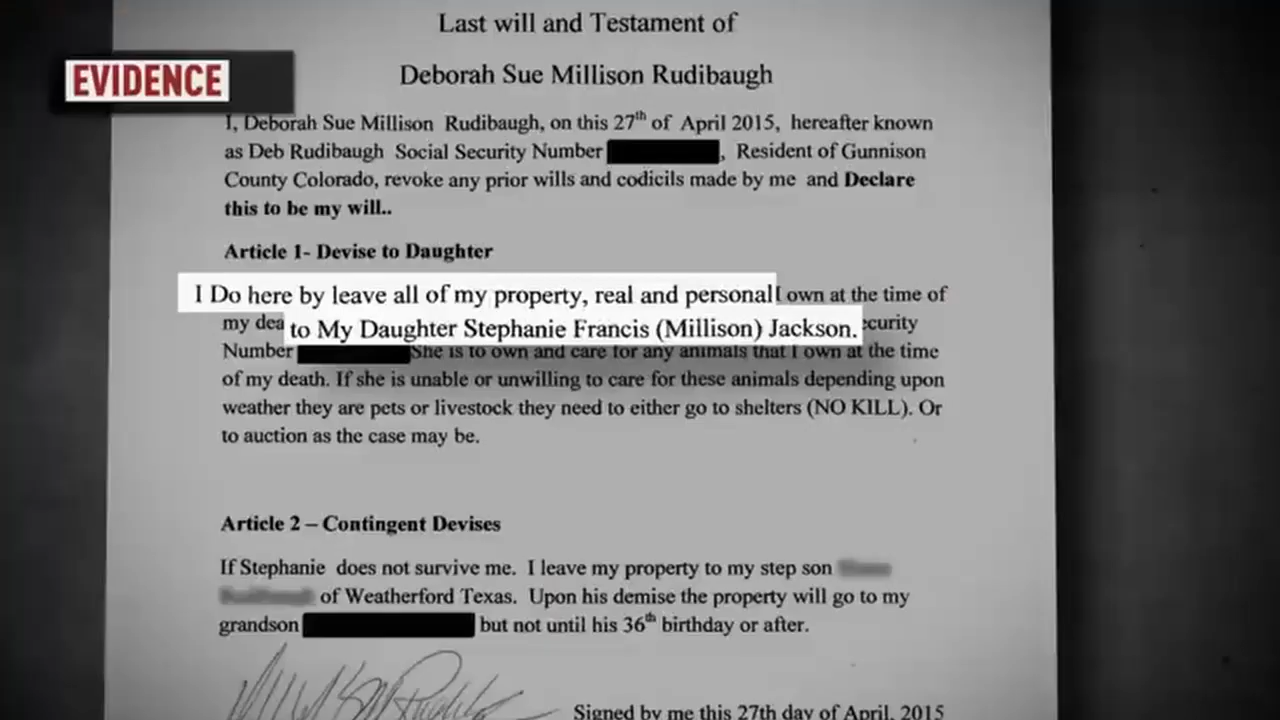 Last will and Testament of
EVIDENCE
Deborah Sue Millison Rudibaugh
I, Deborah Sue Millison Rudibaugh, on this 27th of April 2015, hereafter known
as Deb Rudibaugh Social Security Number , Resident of Gunnison
County Colorado, revoke any prior wills and codicils made by me and Declare
this to be my will..
Article 1- Devise to Daughter
I Do here by leave all of my property, real and personal I own at the time of
my to My Daughter Stephanie Francis (Millison) Jackson.
Number She is to own and care for any animals that I own at the time
of my death. If she is unable or unwilling to care for these animals depending upon
weather they are pets or livestock they need to either go to shelters (NO KILL). Or
to auction as the case may be.
Article 2 – Contingent Devises
If Stephanie does not survive me. I leave my property to my step son
of Weatherford Texas. Upon his demise the property will go to my
grandson but not until his 36th birthday or after.
Signed by me this 27th day of April, 2015